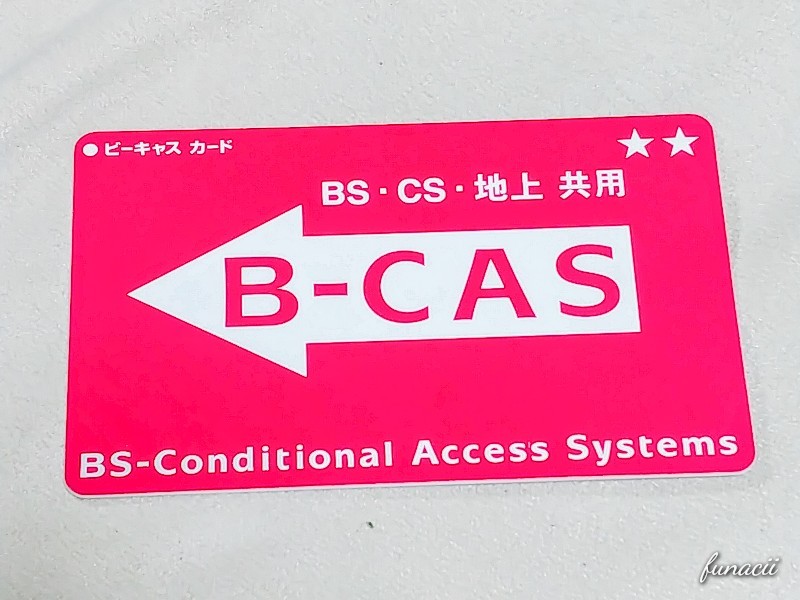 ●ビーキャス カード
★★
BS・CS・地上 共用
B-CAS
BS-Conditional Access Systems
funacii